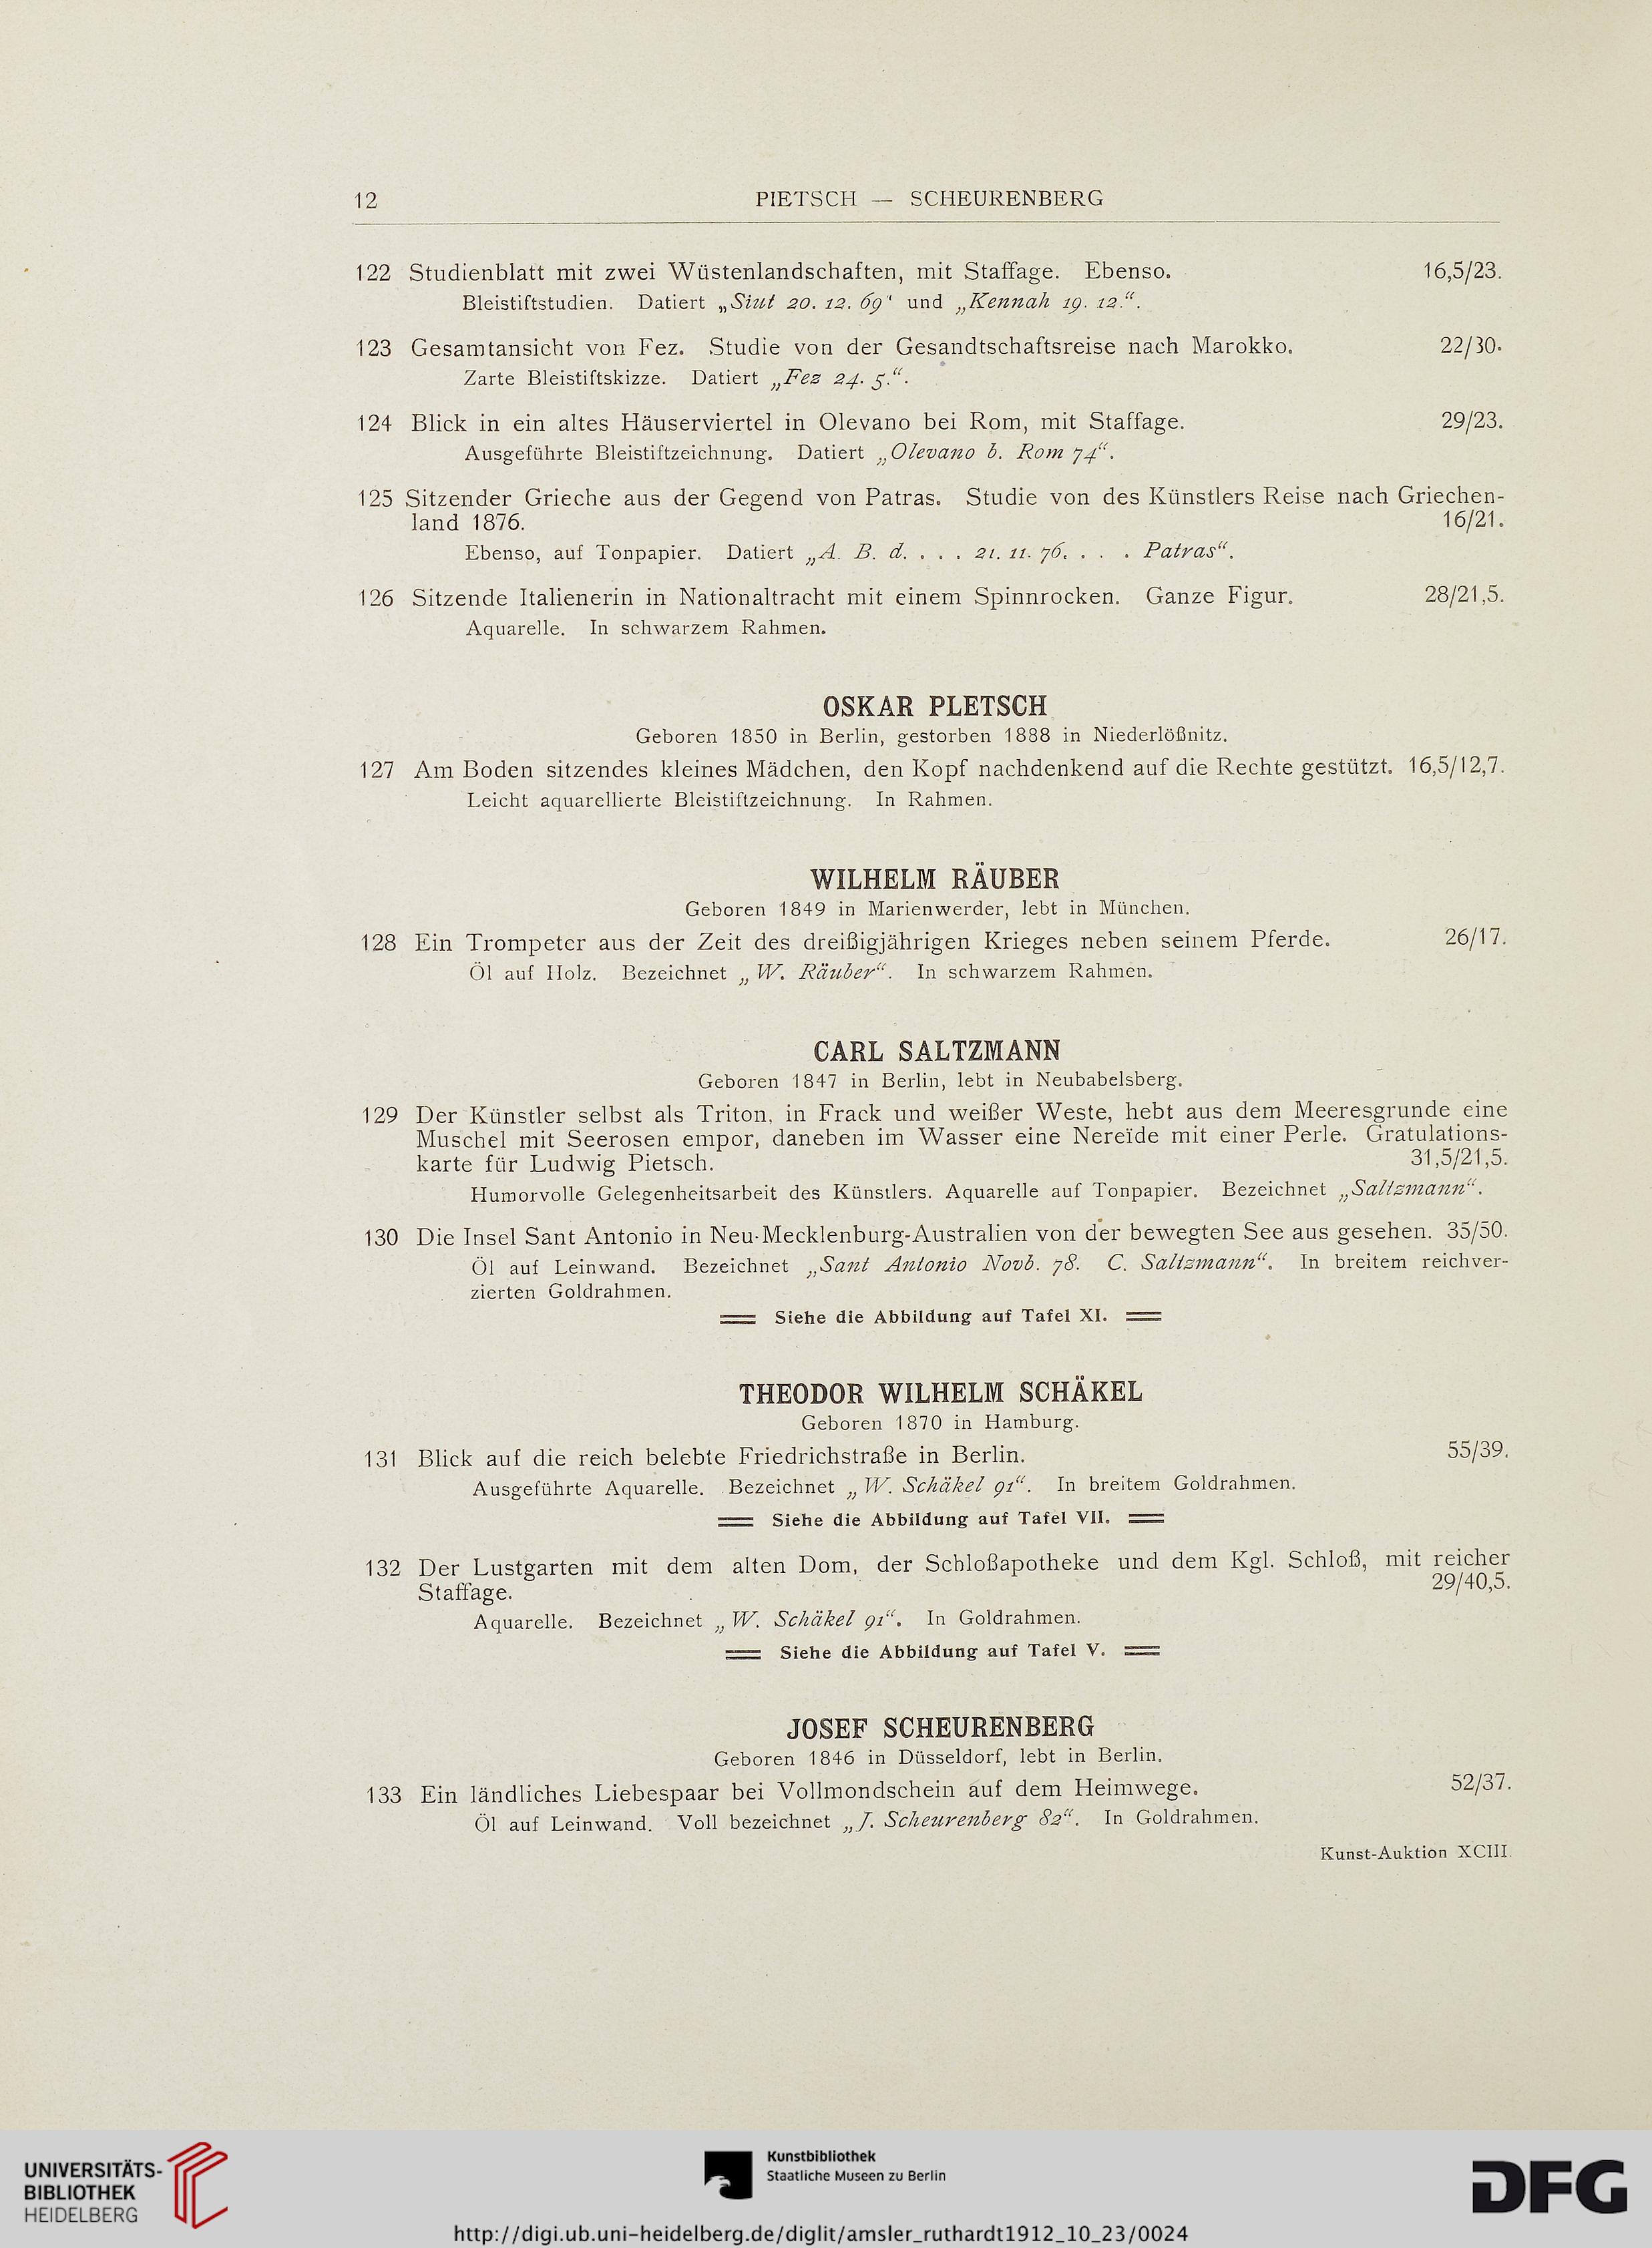 12 PIETSCH — SCHEURENBERG
122 Studienblatt mit zwei Wüstenlandschaften, mit Staffage. Ebenso. 16,5/23.
Bleistiftstudien. Datiert „Siut 20. 12. 69“ und „Kennah 19. 12.“.
123 Gesamtansicht von Fez. Studie von der Gesandtschaftsreise nach Marokko. 22/30.
Zarte Bleistiftskizze. Datiert „Fez 24. 5.“.
124 Blick in ein altes Häuserviertel in Olevano bei Rom, mit Staffage. 29/23.
Ausgeführte Bleistiftzeichnung. Datiert „Olevano b. Rom 74“.
125 Sitzender Grieche aus der Gegend von Patras. Studie von des Künstlers Reise nach Griechen-
land 1876. 16/21.
Ebenso, auf Tonpapier. Datiert „A. B. d. . . . 21. 11. 76. . . . Patras“.
126 Sitzende Italienerin in Nationaltracht mit einem Spinnrocken. Ganze Figur. 28/21,5.
Aquarelle. In schwarzem Rahmen.
OSKAR PLETSCH
Geboren 1850 in Berlin, gestorben 1888 in Niederlößnitz.
127 Am Boden sitzendes kleines Mädchen, den Kopf nachdenkend auf die Rechte gestützt. 16,5/12,7.
Leicht aquarellierte Bleistiftzeichnung. In Rahmen.
WILHELM RÄUBER
Geboren 1849 in Marienwerder, lebt in München.
128 Ein Trompeter aus der Zeit des dreißigjährigen Krieges neben seinem Pferde. 26/17.
Öl auf Holz. Bezeichnet „W. Räuber“. In schwarzem Rahmen.
CARL SALTZMANN
Geboren 1847 in Berlin, lebt in Neubabelsberg.
129 Der Künstler selbst als Triton, in Frack und weißer Weste, hebt aus dem Meeresgrunde eine
Muschel mit Seerosen empor, daneben im Wasser eine Nereïde mit einer Perle. Gratulations-
karte für Ludwig Pietsch. 31,5/21,5.
Humorvolle Gelegenheitsarbeit des Künstlers. Aquarelle auf Tonpapier. Bezeichnet „Saltzmann“.
130 Die Insel Sant Antonio in Neu-Mecklenburg-Australien von der bewegten See aus gesehen. 35/50.
Öl auf Leinwand. Bezeichnet „Sant Antonio Novb. 78. C. Saltzmann“. In breitem reichver-
zierten Goldrahmen.
Siehe die Abbildung auf Tafel XI.
THEODOR WILHELM SCHÄKEL
Geboren 1870 in Hamburg.
131 Blick auf die reich belebte Friedrichstraße in Berlin. 55/39.
Ausgeführte Aquarelle. Bezeichnet „W. Schäkel 91“. In breitem Goldrahmen.
Siehe die Abbildung auf Tafel VII.
132 Der Lustgarten mit dem alten Dom, der Schloßapotheke und dem Kgl. Schloß, mit reicher
Staffage. 29/40,5.
Aquarelle. Bezeichnet „W. Schäkel 91“. In Goldrahmen.
Siehe die Abbildung auf Tafel V.
JOSEF SCHEURENBERG
Geboren 1846 in Düsseldorf, lebt in Berlin.
133 Ein ländliches Liebespaar bei Vollmondschein auf dem Heimwege. 52/37.
Öl auf Leinwand. Voll bezeichnet „J. Scheurenberg 82“. In Goldrahmen.
Kunst-Auktion XCIII.
UNIVERSITÄTS-
BIBLIOTHEK
HEIDELBERG
Kunstbibliothek
Staatliche Museen zu Berlin
DFG
http://digi.ub.uni-heidelberg.de/diglit/amsler_ruthardt1912_10_23/0024